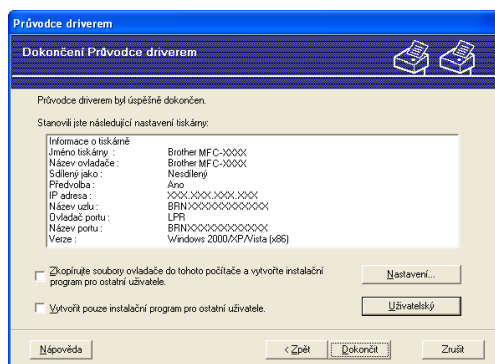 Průvodce driverem
Dokončení Průvodce driverem
Průvodce driverem byl úspěšně dokončen.
Stanovili jste následující nastavení tiskárny:
Informace o tiskárně
Jméno tiskárny : Brother MFC-XXXX
Název ovladače : Brother MFC-XXXX
Sdílený jako : Nesdílený
Předvolba : Ano
IP adresa : XXX.XXX.XXX.XXX
Název uzlu : BRNXXXXXXXXXXXX
Ovladač portu : LPR
Název portu : BRNXXXXXXXXXXXX
Verze : Windows 2000/XP/Vista (x86)
Zkopírujte soubory ovladače do tohoto počítače a vytvořte instalační
program pro ostatní uživatele.
Nastavení...
Vytvořit pouze instalační program pro ostatní uživatele.
Uživatelský
Nápověda
< Zpět
Dokončit
Zrušit